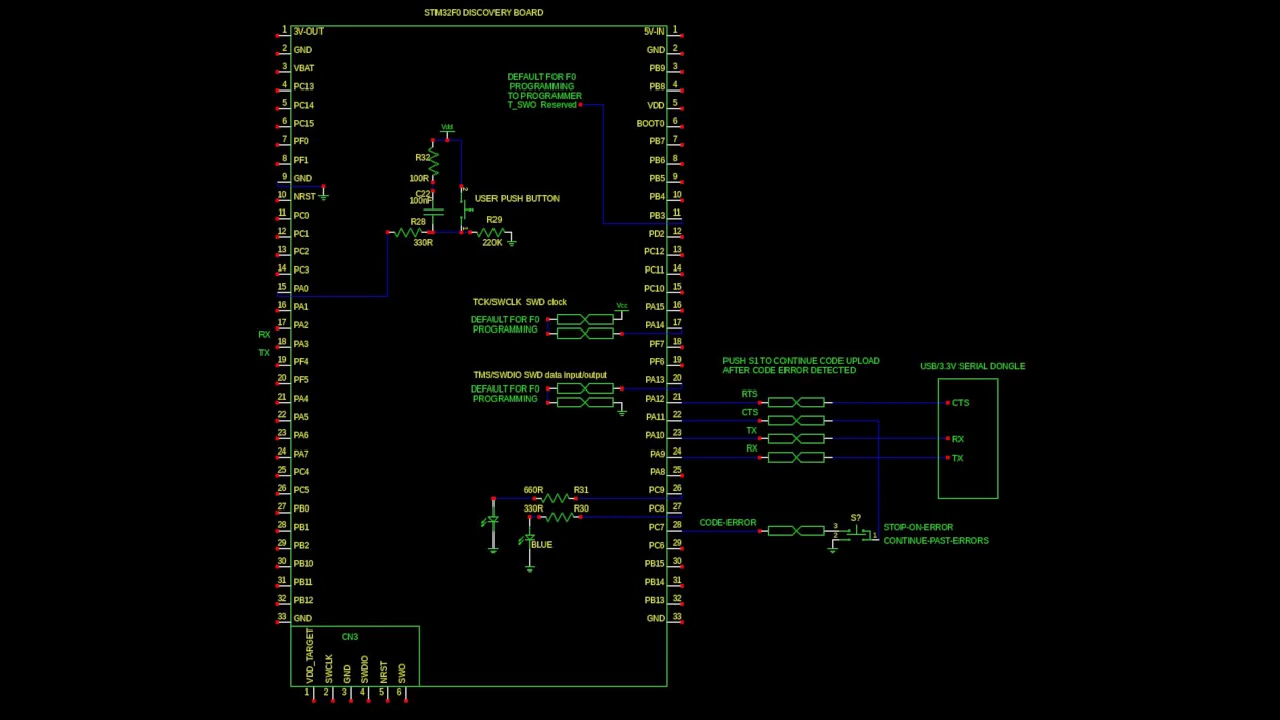 STM32F0 DISCOVERY BOARD
1 3V-OUT
2 GND
3 VBAT
4 PC13
5 PC14
6 PC15
7 PF0
8 PF1
9 GND
10 NRST
11 PC0
12 PC1
13 PC2
14 PC3
15 PA0
16 PA1
17 PA2
18 PA3
19 PF4
20 PF5
21 PA4
22 PA5
23 PA6
24 PA7
25 PC4
26 PC5
27 PB0
28 PB1
29 PB2
30 PB10
31 PB11
32 PB12
33 GND
RX
TX
CN3
VDD_TARGET
SWCLK
GND
SWDIO
NRST
SWO
1 2 3 4 5 6
DEFAULT FOR F0
PROGRAMMING
TO PROGRAMMER
T_SWO Reserved
Vdd
R32
100R
C22
100nF
R28
330R
2
1
USER PUSH BUTTON
R29
220K
TCK/SWCLK SWD clock
Vcc
DEFAULT FOR F0
PROGRAMMING
TMS/SWDIO SWD data input/output
DEFAULT FOR F0
PROGRAMMING
660R R31
330R R30
BLUE
5V-IN 1
GND 2
PB9 3
PB8 4
VDD 5
BOOT0 6
PB7 7
PB6 8
PB5 9
PB4 10
PB3 11
PD2 12
PC12 13
PC11 14
PC10 15
PA15 16
PA14 17
PF7 18
PF6 19
PA13 20
PA12 21
PA11 22
PA10 23
PA9 24
PA8 25
PC9 26
PC8 27
PC7 28
PC6 29
PB15 30
PB14 31
PB13 32
GND 33
PUSH S1 TO CONTINUE CODE UPLOAD
AFTER CODE ERROR DETECTED
RTS
CTS
TX
RX
USB/3.3V SERIAL DONGLE
CTS
RX
TX
CODE-ERROR
S?
3
2
1
STOP-ON-ERROR
CONTINUE-PAST-ERRORS